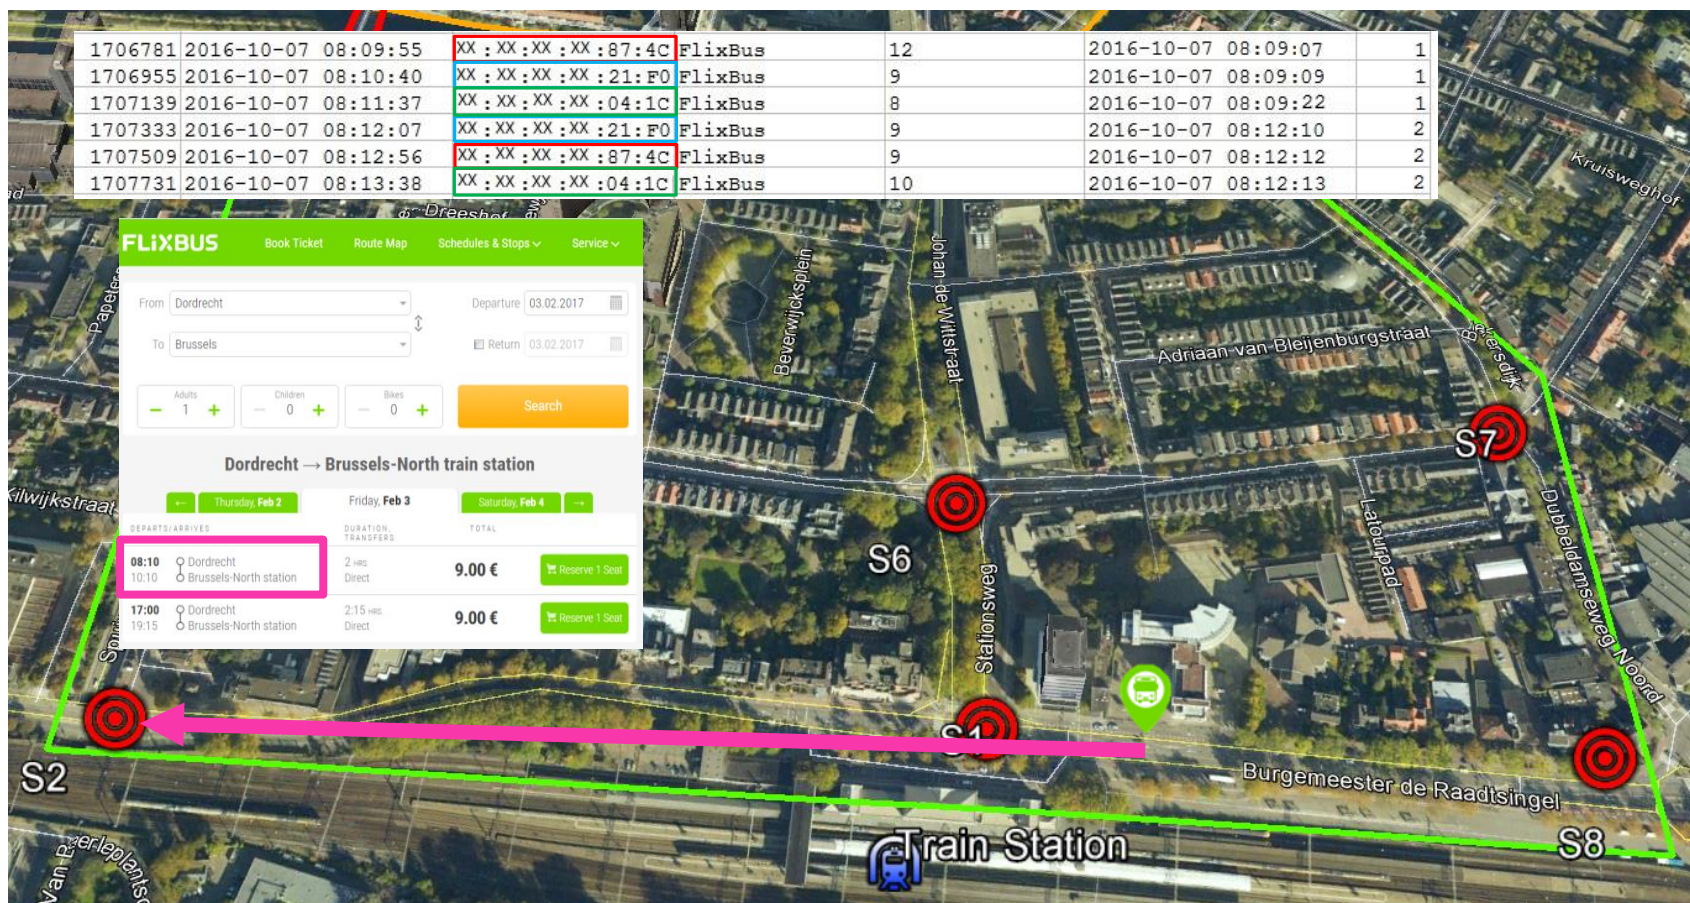 1706781 2016-10-07 08:09:55 XX:XX:XX:XX:87:4C FlixBus 12 2016-10-07 08:09:07 1
1706955 2016-10-07 08:10:40 XX:XX:XX:XX:21:F0 FlixBus 9 2016-10-07 08:09:09 1
1707139 2016-10-07 08:11:37 XX:XX:XX:XX:04:1C FlixBus 8 2016-10-07 08:09:22 1
1707333 2016-10-07 08:12:07 XX:XX:XX:XX:21:F0 FlixBus 9 2016-10-07 08:12:10 2
1707509 2016-10-07 08:12:56 XX:XX:XX:XX:87:4C FlixBus 9 2016-10-07 08:12:12 2
1707731 2016-10-07 08:13:38 XX:XX:XX:XX:04:1C FlixBus 10 2016-10-07 08:12:13 2
Kruisweghof
FLiXBUS Book Ticket Route Map Schedules & Stops Service
From Dordrecht Departure 03.02.2017
To Brussels Return 03.02.2017
Adults Children Bikes
− 1 + − 0 + − 0 + Search
Dordrecht → Brussels-North train station
← Thursday, Feb 2 Friday, Feb 3 Saturday, Feb 4 →
DEPARTS/ARRIVES DURATION, TRANSFERS TOTAL
08:10 Dordrecht 2 HRS. 9.00 € Reserve 1 Seat
10:10 Brussels-North station Direct
17:00 Dordrecht 2:15 HRS. 9.00 € Reserve 1 Seat
19:15 Brussels-North station Direct
Beverwijcksplein
Johan de Wittstraat
Adriaan van Bleijenburgstraat
S7
Latourpad
Dubbeldamseweg Noord
S6
Stationsweg
S1
S2
Burgemeester de Raadtsingel
S8
Train Station